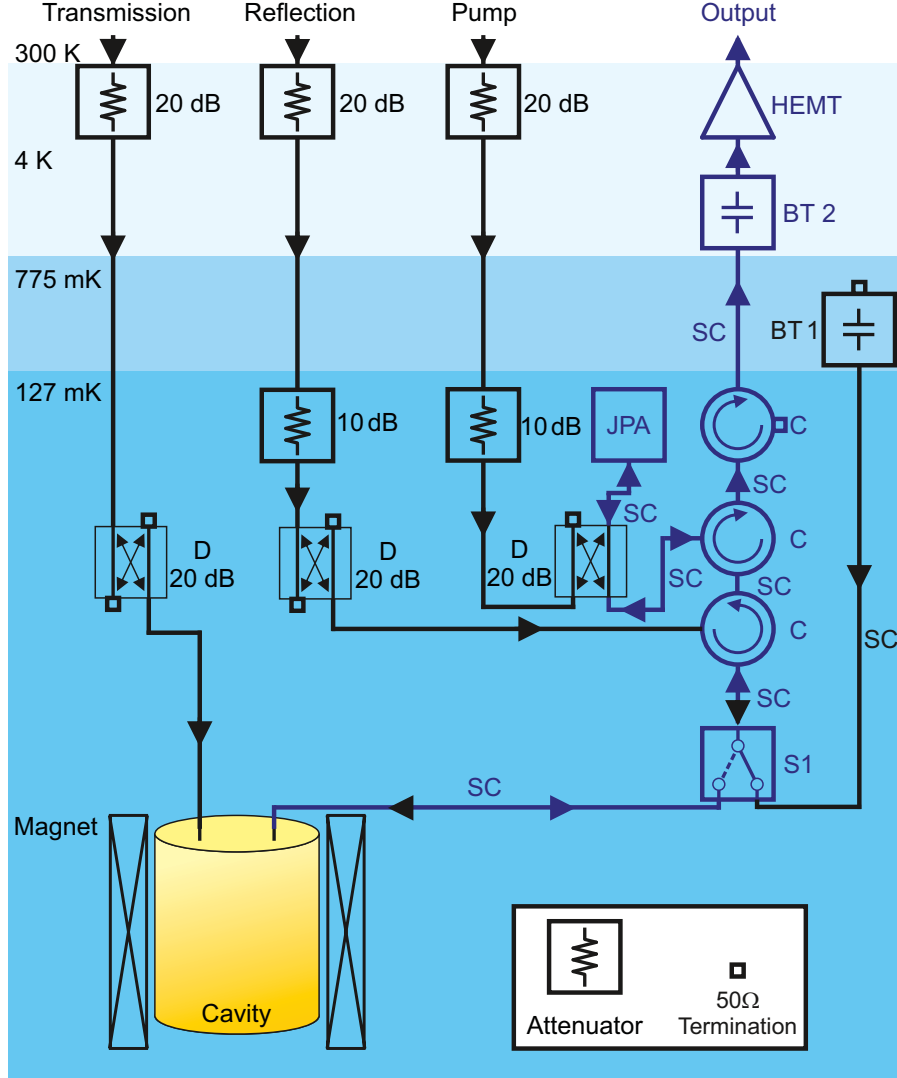 Transmission
Reflection
Pump
Output
300 K
20 dB
20 dB
20 dB
HEMT
4 K
BT 2
775 mK
SC
BT 1
127 mK
10 dB
10 dB
JPA
C
SC
SC
D
20 dB
D
20 dB
D
20 dB
C
SC
SC
C
SC
SC
S1
SC
Magnet
Cavity
Attenuator
50Ω
Termination